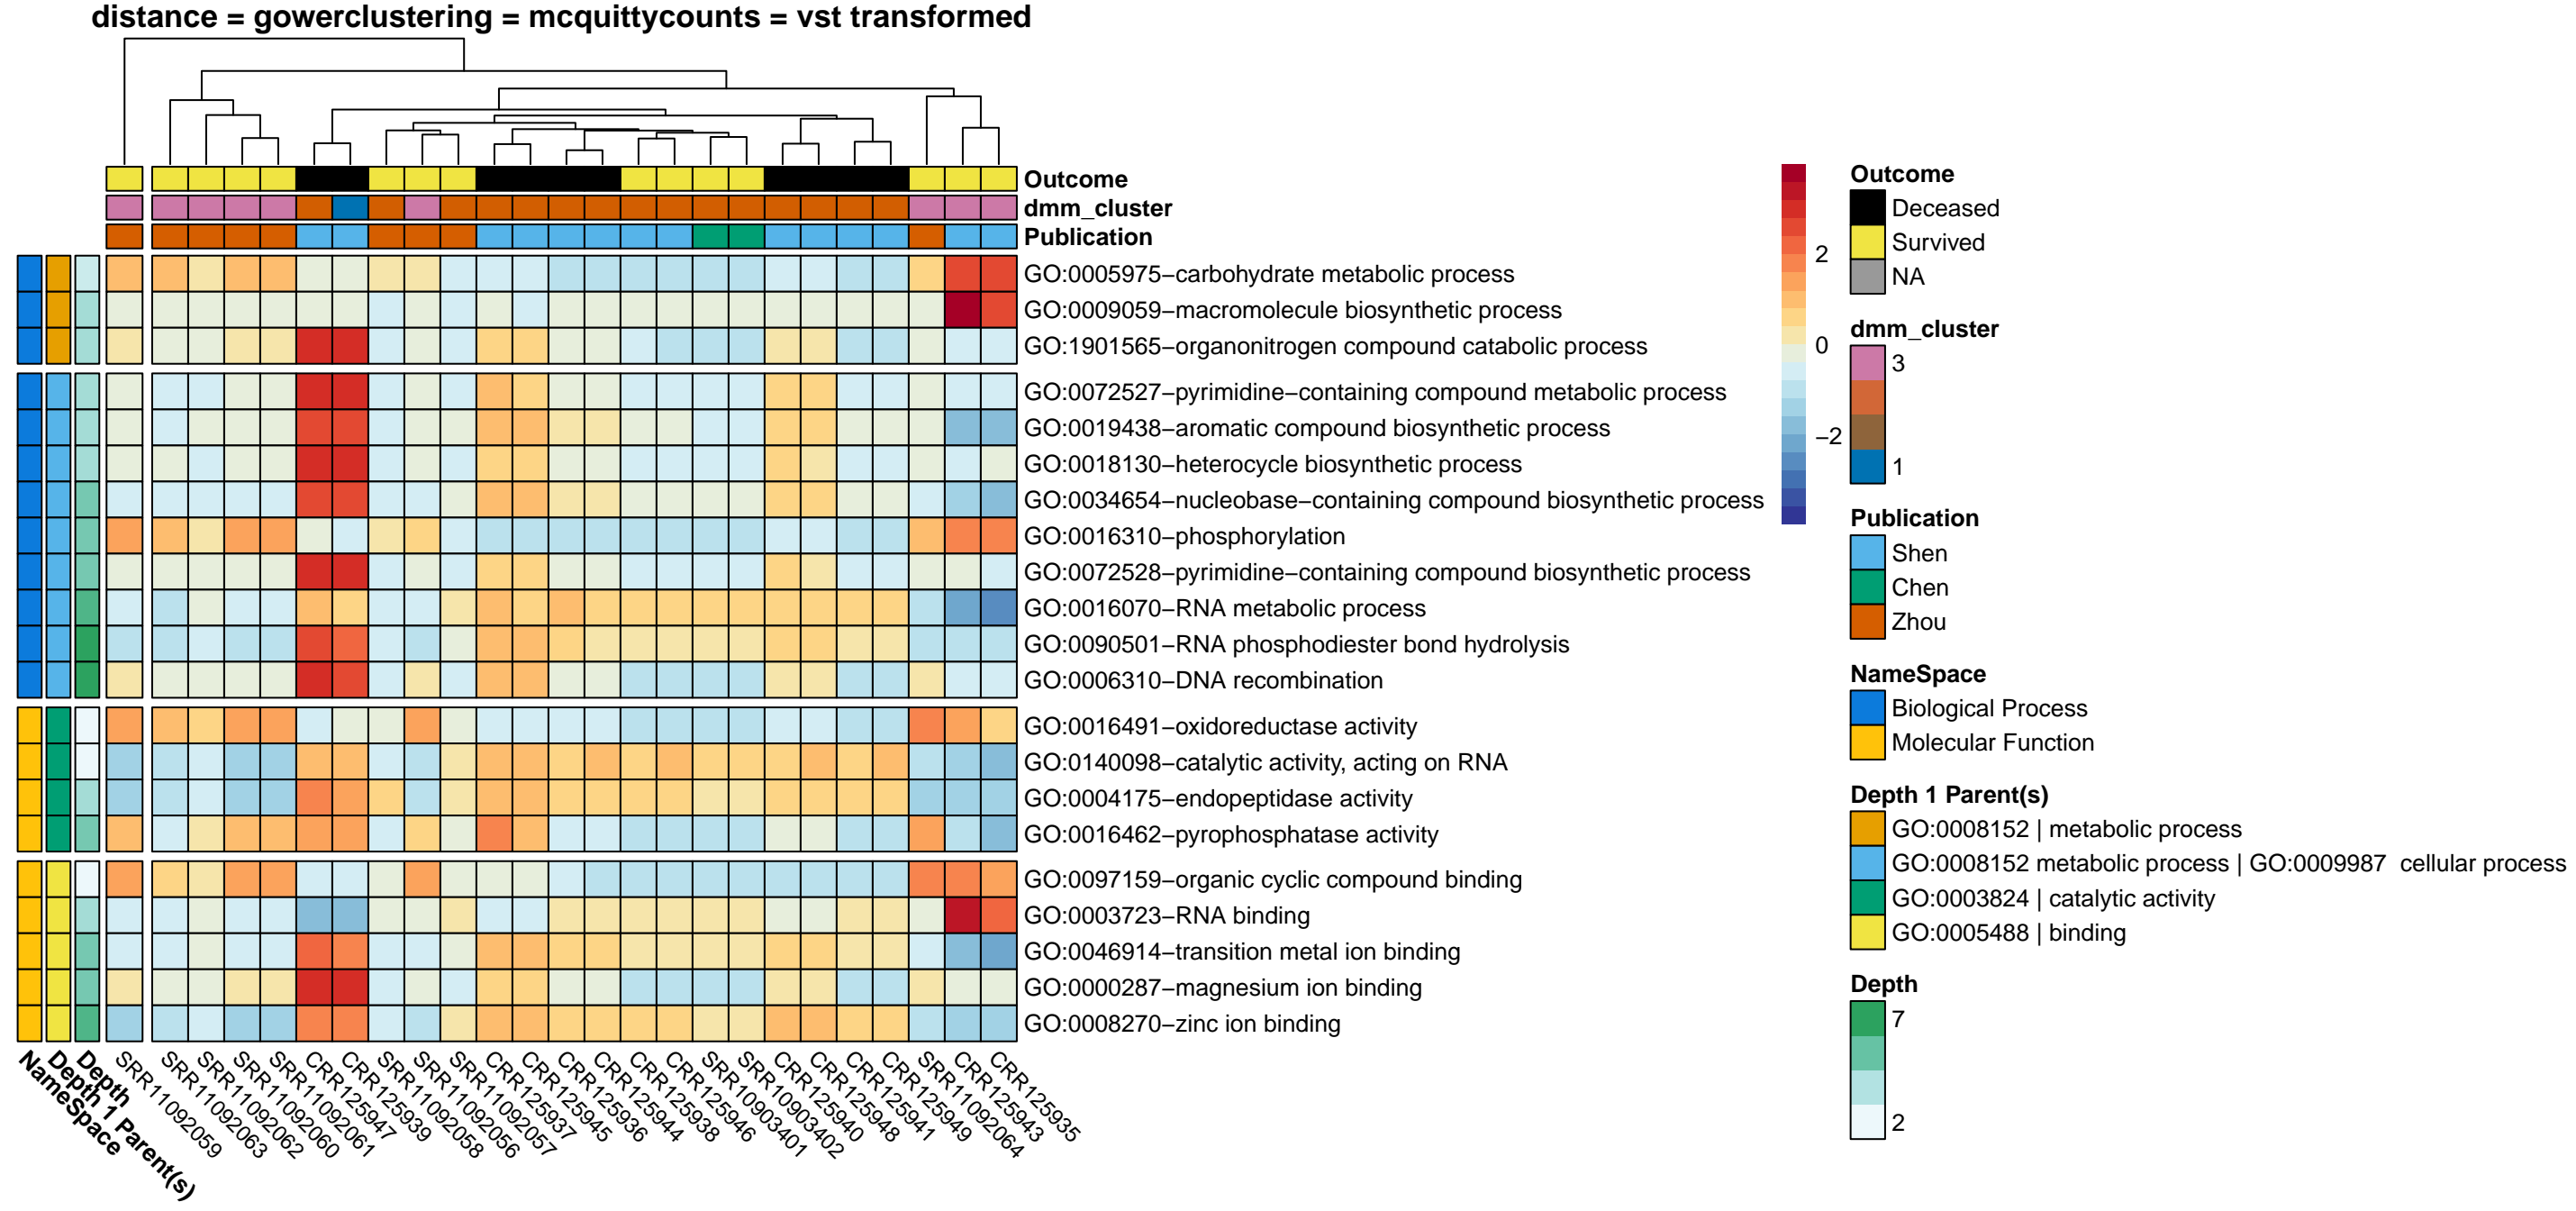 distance = gowerclustering = mcquittycounts = vst transformed
Outcome
dmm_cluster
Publication
GO:0005975−carbohydrate metabolic process
GO:0009059−macromolecule biosynthetic process
GO:1901565−organonitrogen compound catabolic process
GO:0072527−pyrimidine−containing compound metabolic process
GO:0019438−aromatic compound biosynthetic process
GO:0018130−heterocycle biosynthetic process
GO:0034654−nucleobase−containing compound biosynthetic process
GO:0016310−phosphorylation
GO:0072528−pyrimidine−containing compound biosynthetic process
GO:0016070−RNA metabolic process
GO:0090501−RNA phosphodiester bond hydrolysis
GO:0006310−DNA recombination
GO:0016491−oxidoreductase activity
GO:0140098−catalytic activity, acting on RNA
GO:0004175−endopeptidase activity
GO:0016462−pyrophosphatase activity
GO:0097159−organic cyclic compound binding
GO:0003723−RNA binding
GO:0046914−transition metal ion binding
GO:0000287−magnesium ion binding
GO:0008270−zinc ion binding
NameSpace
Depth 1 Parent(s)
Depth
SRR11092059
SRR11092063
SRR11092062
SRR11092060
SRR11092061
CRR125947
CRR125939
SRR11092058
SRR11092056
SRR11092057
CRR125937
CRR125945
CRR125936
CRR125944
CRR125938
CRR125946
SRR10903401
SRR10903402
CRR125940
CRR125948
CRR125941
CRR125949
SRR11092064
CRR125943
CRR125935
2
0
−2
Outcome
Deceased
Survived
NA
dmm_cluster
3
1
Publication
Shen
Chen
Zhou
NameSpace
Biological Process
Molecular Function
Depth 1 Parent(s)
GO:0008152 | metabolic process
GO:0008152 metabolic process | GO:0009987  cellular process
GO:0003824 | catalytic activity
GO:0005488 | binding
Depth
7
2